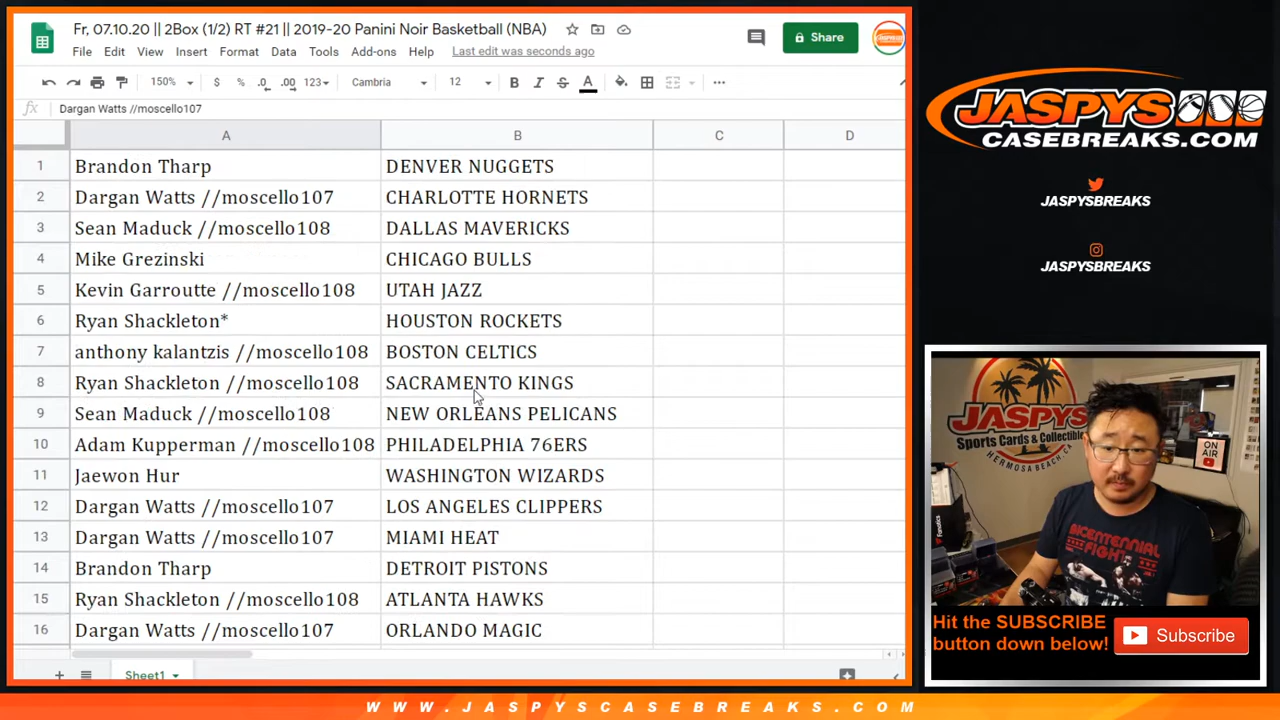 Fr, 07.10.20 || 2Box (1/2) RT #21 || 2019-20 Panini Noir Basketball (NBA)
File Edit View Insert Format Data Tools Add-ons Help Last edit was seconds ago
Share
150% $ % .0 .00 123 Cambria 12 B I S A
fx Dargan Watts //moscello107
A B C D
1 Brandon Tharp DENVER NUGGETS
2 Dargan Watts //moscello107 CHARLOTTE HORNETS
3 Sean Maduck //moscello108 DALLAS MAVERICKS
4 Mike Grezinski CHICAGO BULLS
5 Kevin Garroutte //moscello108 UTAH JAZZ
6 Ryan Shackleton* HOUSTON ROCKETS
7 anthony kalantzis //moscello108 BOSTON CELTICS
8 Ryan Shackleton //moscello108 SACRAMENTO KINGS
9 Sean Maduck //moscello108 NEW ORLEANS PELICANS
10 Adam Kupperman //moscello108 PHILADELPHIA 76ERS
11 Jaewon Hur WASHINGTON WIZARDS
12 Dargan Watts //moscello107 LOS ANGELES CLIPPERS
13 Dargan Watts //moscello107 MIAMI HEAT
14 Brandon Tharp DETROIT PISTONS
15 Ryan Shackleton //moscello108 ATLANTA HAWKS
16 Dargan Watts //moscello107 ORLANDO MAGIC
Sheet1
JASPYS
CASEBREAKS.COM
JASPYSBREAKS
JASPYSBREAKS
JASPYS
Sports Cards & Collectible
HERMOSA BEACH, CA
ON
AIR
Fanatics
BICENTENNIAL
FIGHT
Hit the SUBSCRIBE
button down below!
Subscribe
WWW.JASPYSCASEBREAKS.COM